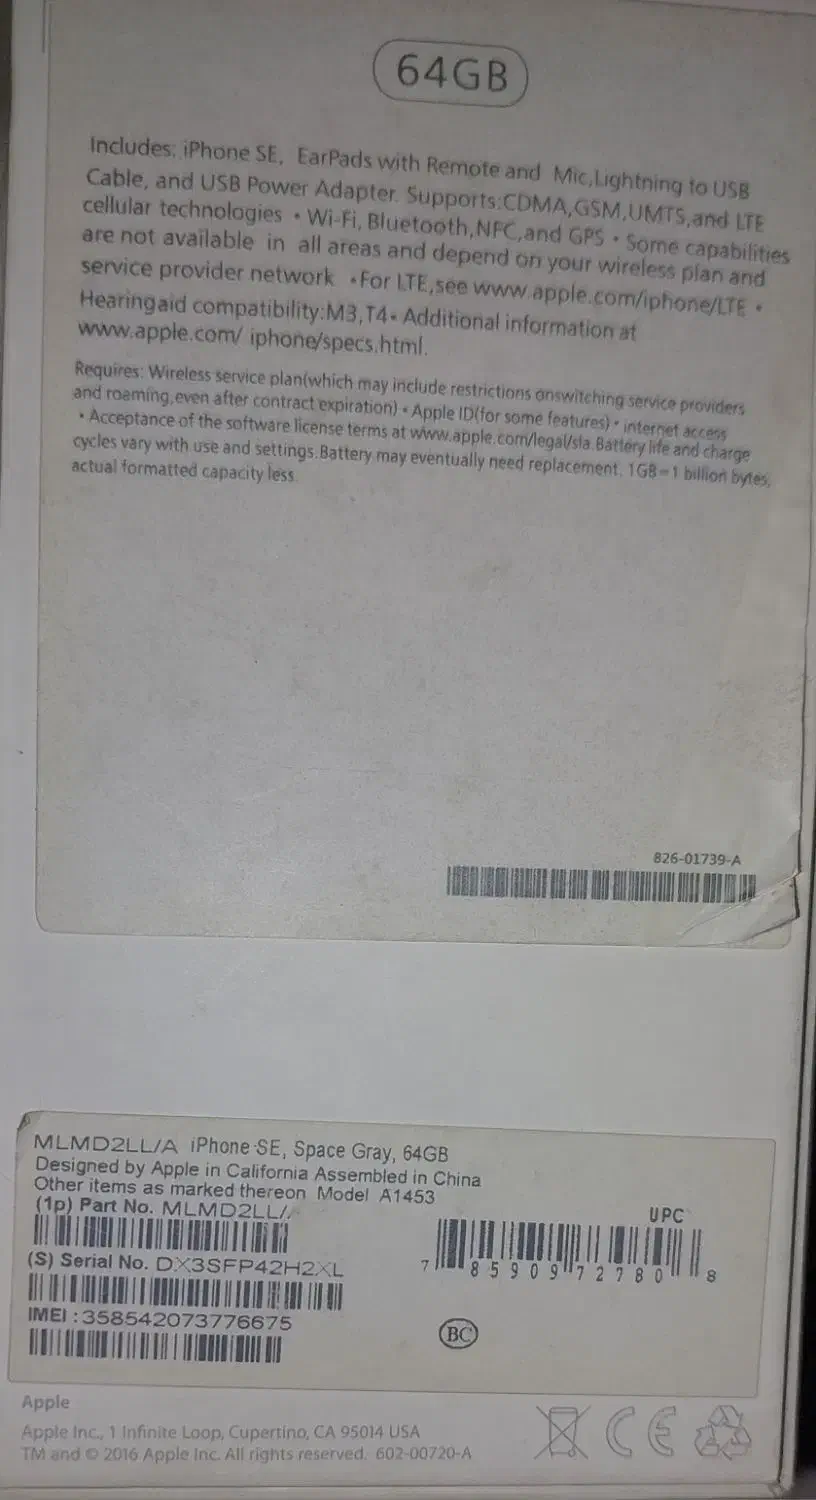 64GB
Includes: iPhone SE, EarPads with Remote and Mic,Lightning to USB
Cable, and USB Power Adapter. Supports:CDMA,GSM,UMTS,and LTE
cellular technologies • Wi-Fi, Bluetooth,NFC,and GPS • Some capabilities
are not available in all areas and depend on your wireless plan and
service provider network •For LTE,see www.apple.com/iphone/LTE •
Hearingaid compatibility:M3,T4• Additional information at
www.apple.com/ iphone/specs.html.
Requires: Wireless service plan(which may include restrictions onswitching service providers
and roaming,even after contract expiration) • Apple ID(for some features) • internet access
• Acceptance of the software license terms at www.apple.com/legal/sla.Battery life and charge
cycles vary with use and settings.Battery may eventually need replacement. 1GB=1 billion bytes,
actual formatted capacity less.
826-01739-A
MLMD2LL/A iPhone SE, Space Gray, 64GB
Designed by Apple in California Assembled in China
Other items as marked thereon Model A1453
(1p) Part No. MLMD2LL/
UPC
(S) Serial No. DX3SFP42H2XL
7 85909 72780 8
IMEI : 358542073776675
BC
Apple
Apple Inc., 1 Infinite Loop, Cupertino, CA 95014 USA
TM and © 2016 Apple Inc. All rights reserved. 602-00720-A
CE